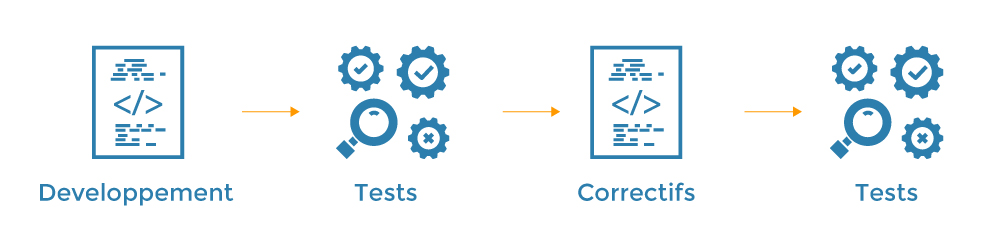 </>
</>
Developpement
Tests
Correctifs
Tests